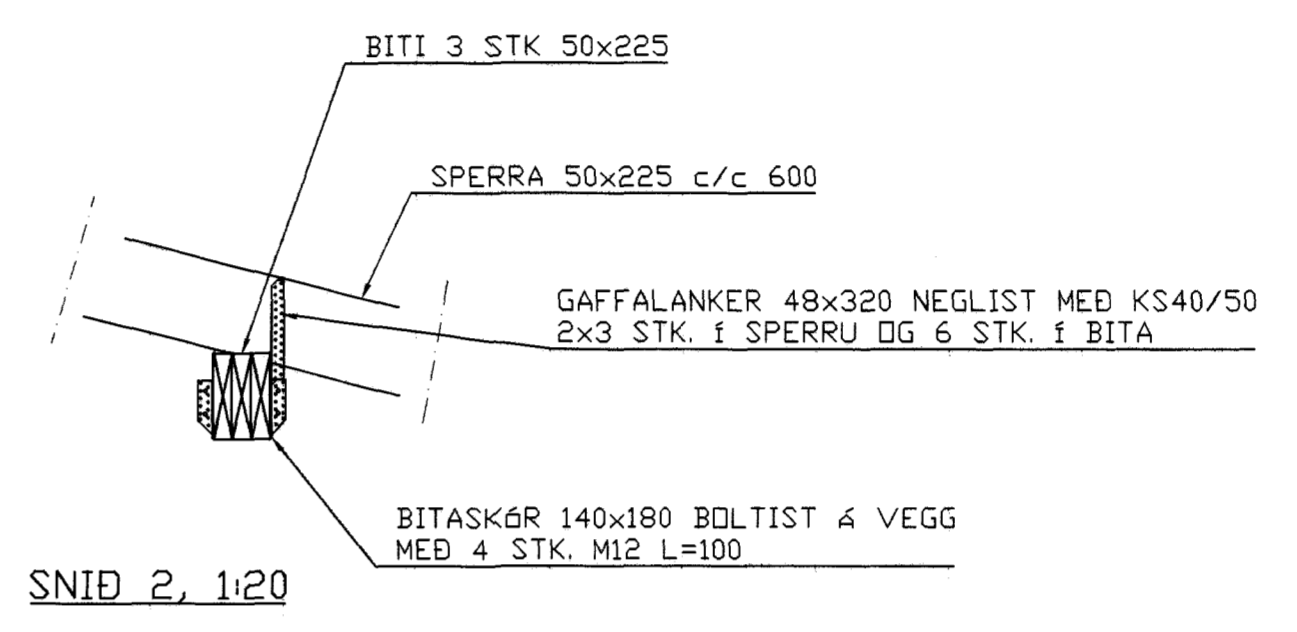 BITI 3 STK 50x225
SPERRA 50x225 c/c 600
GAFFALANKER 48x320 NEGLIST MEÐ KS40/50
2x3 STK. Í SPERRU OG 6 STK. Í BITA
BITASKÓR 140x180 BOLTIST Á VEGG
MEÐ 4 STK. M12 L=100
SNIÐ 2, 1:20